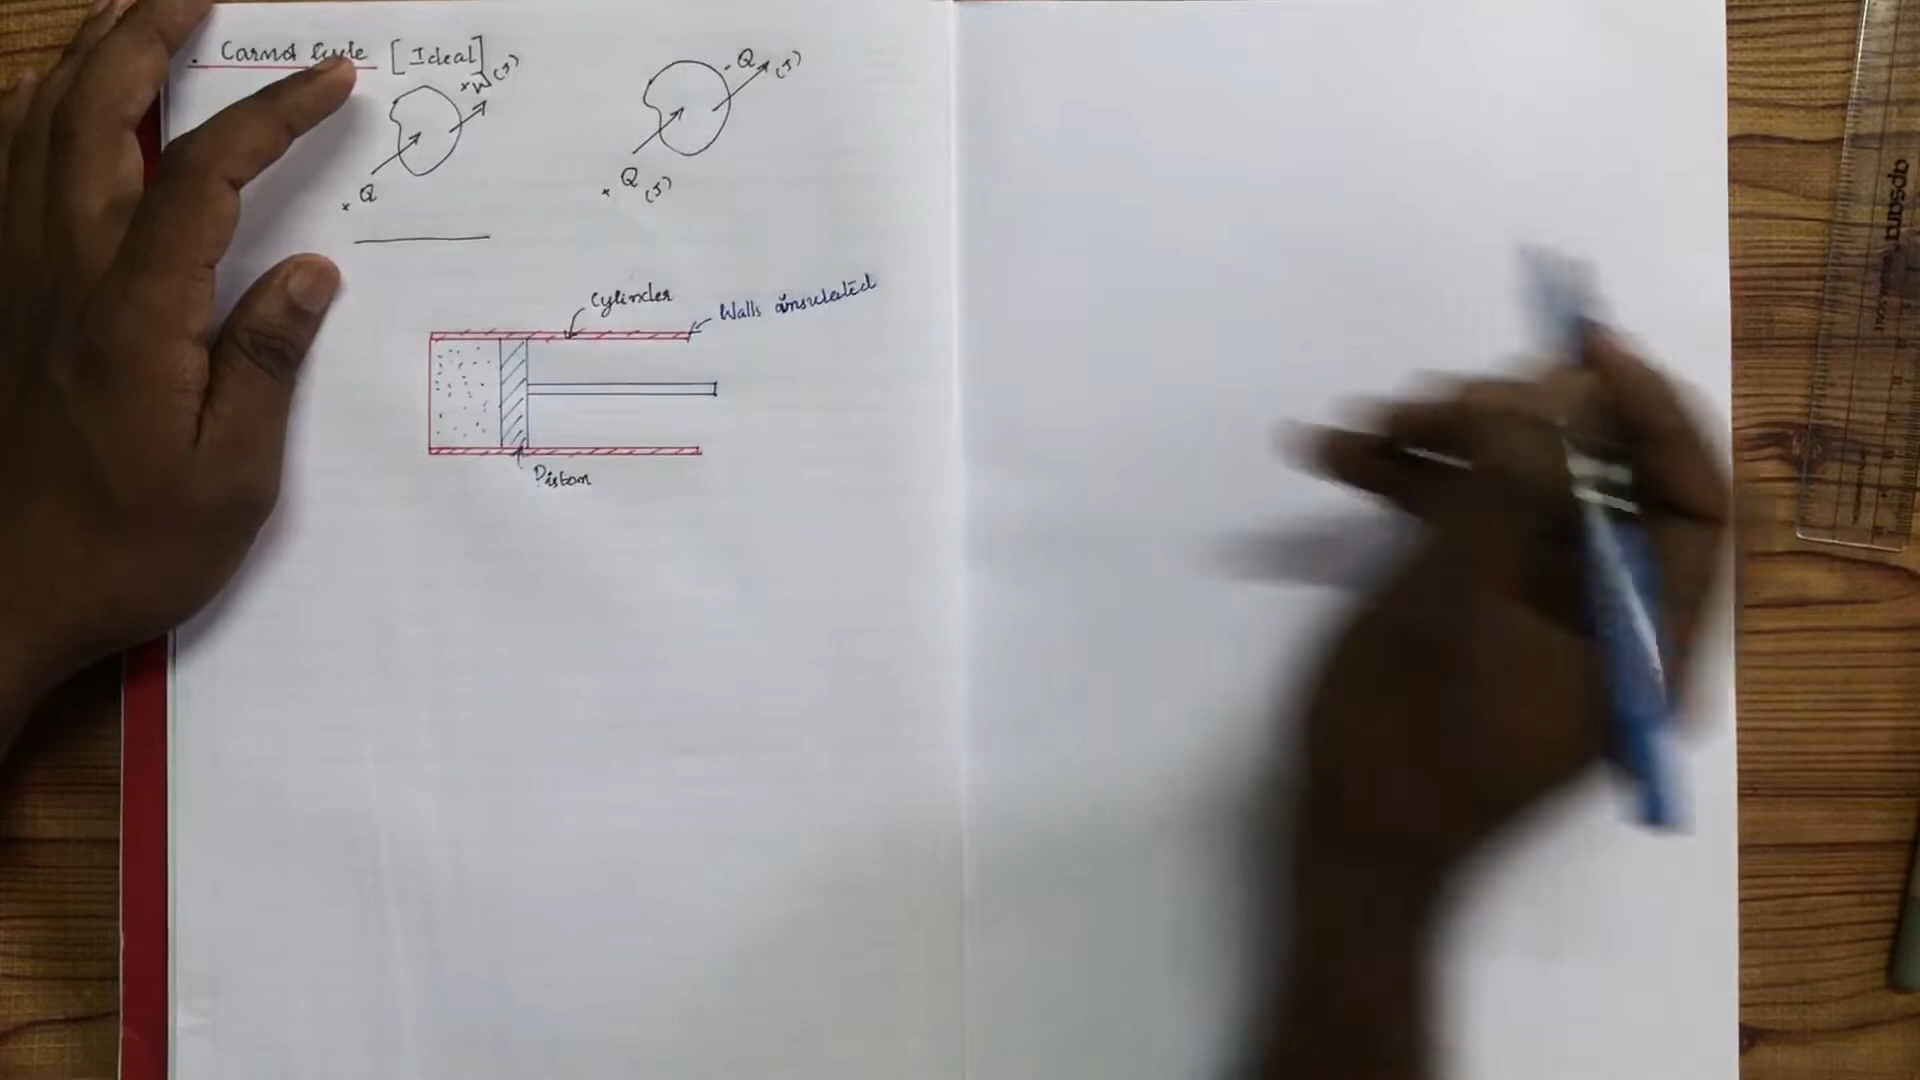 . Carnot Cycle [Ideal]
+W (J)
+ Q
- Q (J)
+ Q (J)
Cylinder
Walls insulated
Piston
apsara